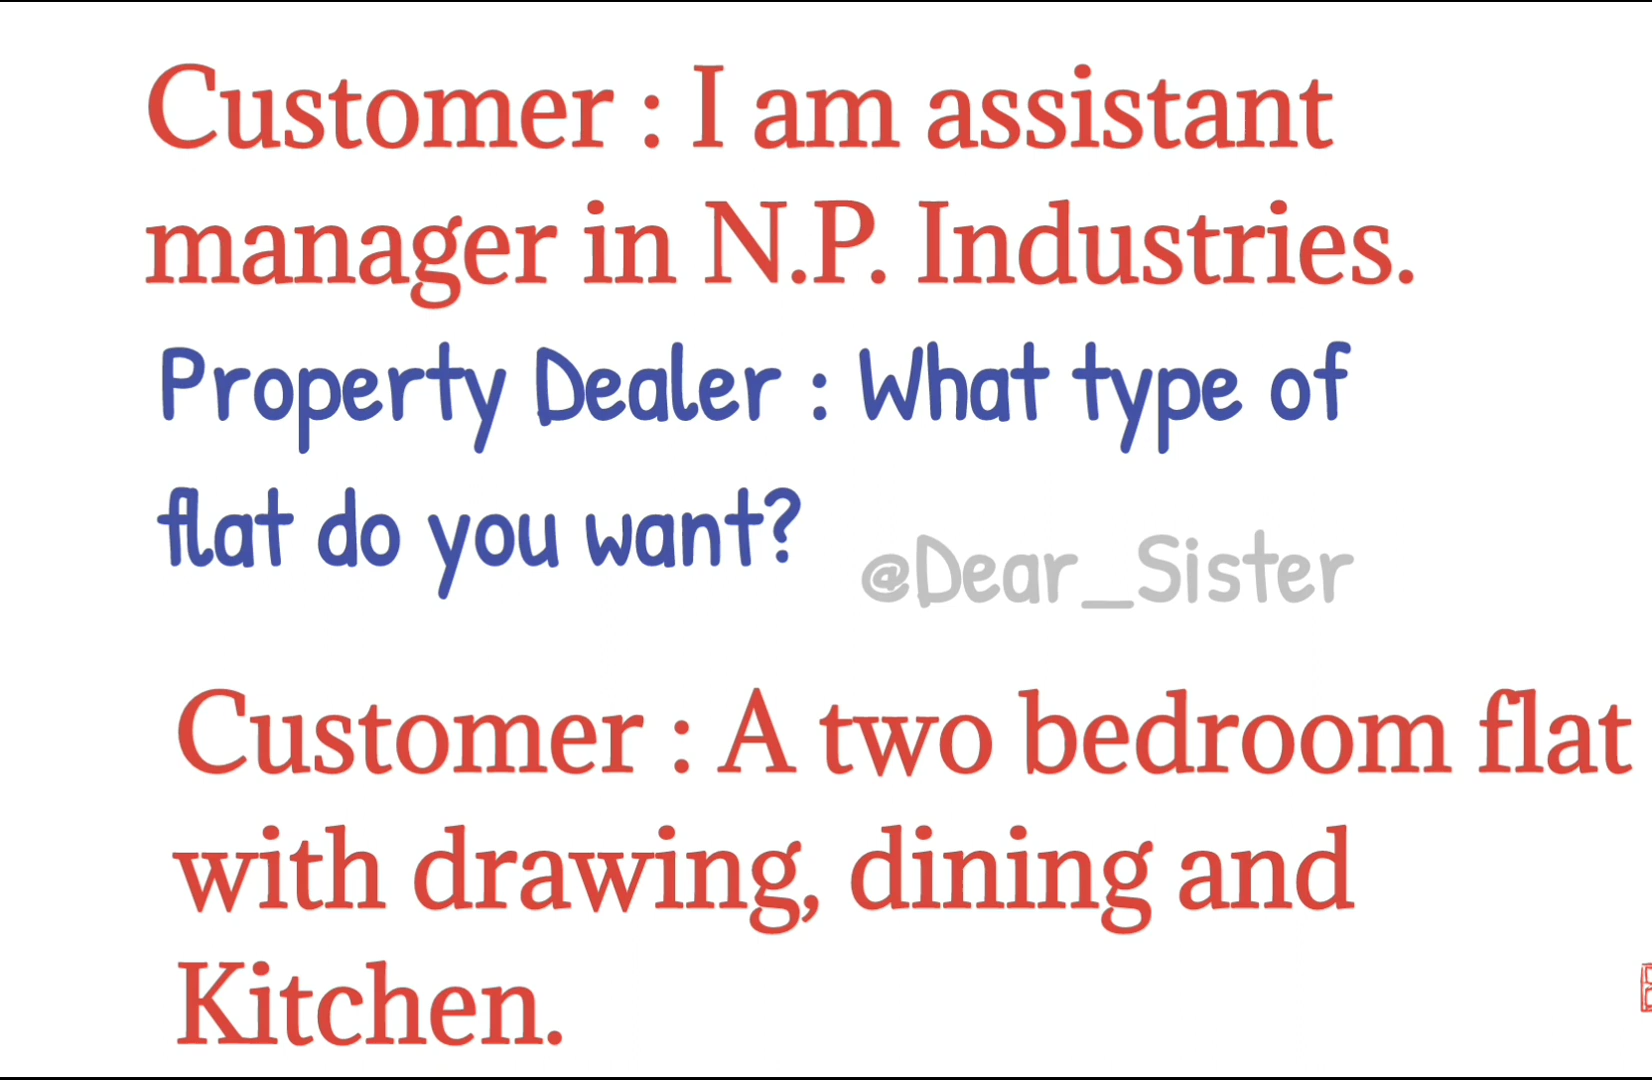 Customer : I am assistant
manager in N.P. Industries.
Property Dealer : What type of
flat do you want?
@Dear_Sister
Customer : A two bedroom flat
with drawing, dining and
Kitchen.